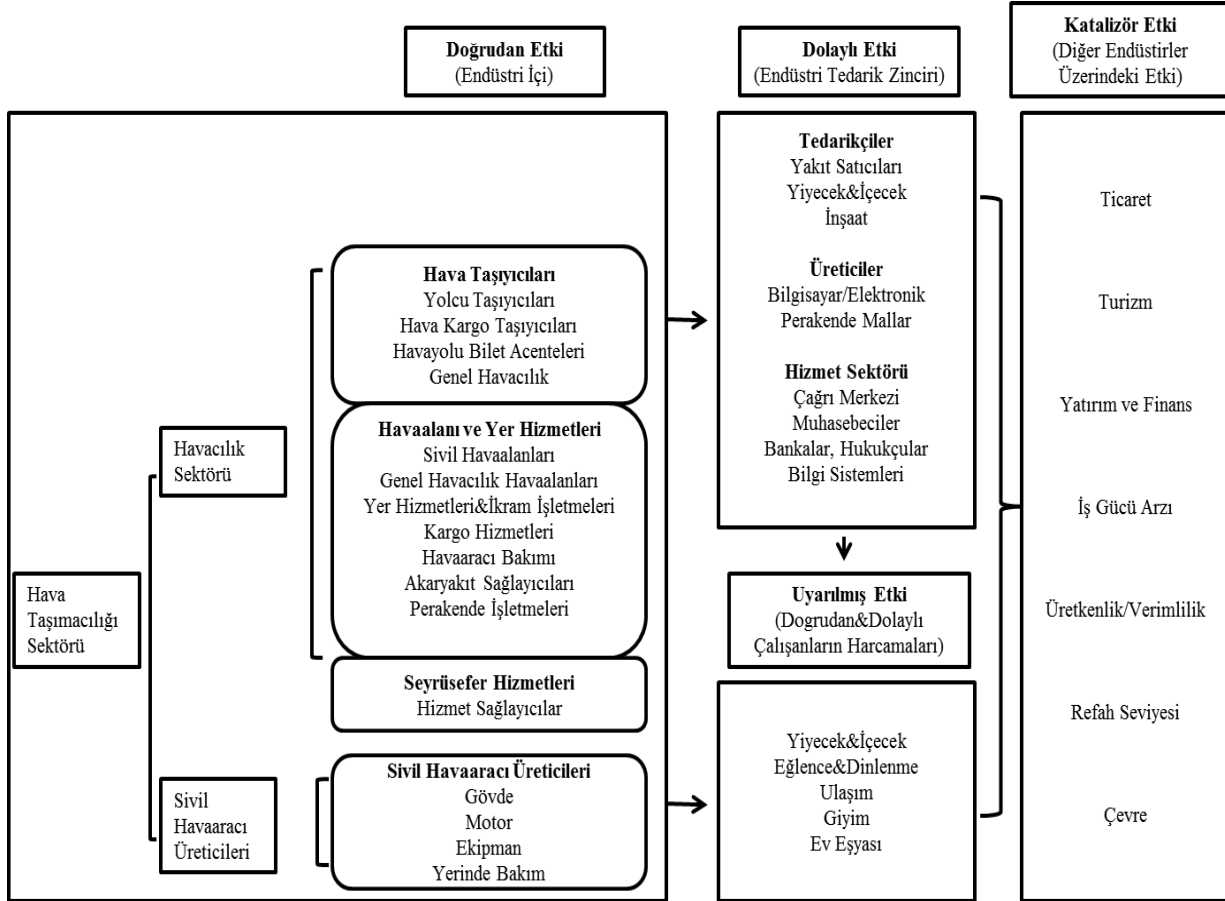 Doğrudan Etki
(Endüstri İçi)
Dolaylı Etki
(Endüstri Tedarik Zinciri)
Katalizör Etki
(Diğer Endüstirler
Üzerindeki Etki)
Hava
Taşımacılığı
Sektörü
Havacılık
Sektörü
Sivil
Havaaracı
Üreticileri
Hava Taşıyıcıları
Yolcu Taşıyıcıları
Hava Kargo Taşıyıcıları
Havayolu Bilet Acenteleri
Genel Havacılık
Havaalanı ve Yer Hizmetleri
Sivil Havaalanları
Genel Havacılık Havaalanları
Yer Hizmetleri&İkram İşletmeleri
Kargo Hizmetleri
Havaaracı Bakımı
Akaryakıt Sağlayıcıları
Perakende İşletmeleri
Seyrüsefer Hizmetleri
Hizmet Sağlayıcılar
Sivil Havaaracı Üreticileri
Gövde
Motor
Ekipman
Yerinde Bakım
Tedarikçiler
Yakıt Satıcıları
Yiyecek&İçecek
İnşaat
Üreticiler
Bilgisayar/Elektronik
Perakende Mallar
Hizmet Sektörü
Çağrı Merkezi
Muhasebeciler
Bankalar, Hukukçular
Bilgi Sistemleri
Uyarılmış Etki
(Dogrudan&Dolaylı
Çalışanların Harcamaları)
Yiyecek&İçecek
Eğlence&Dinlenme
Ulaşım
Giyim
Ev Eşyası
Ticaret
Turizm
Yatırım ve Finans
İş Gücü Arzı
Üretkenlik/Verimlilik
Refah Seviyesi
Çevre